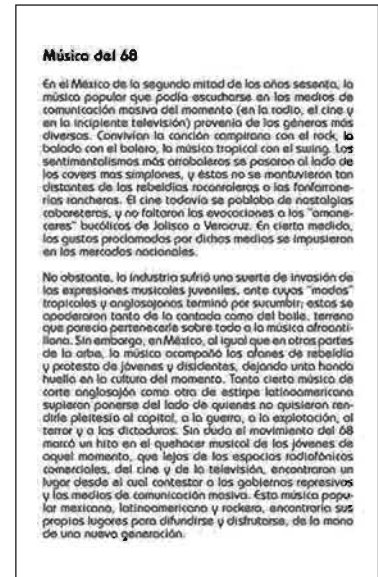 Música del 68
En el México de la segunda mitad de los años sesenta, la
música popular que podía escucharse en los medios de
comunicación masiva del momento (en la radio, el cine y
en la incipiente televisión) provenía de los géneros más
diversos. Convivían la canción campirana con el rock, la
balada con el bolero, la música tropical con el swing. Los
sentimentalismos más arrobaleros se pasaron al lado de
los covers mas simplones, y éstos no se mantuvieron tan
distantes de las rebeldías rocanroleras o las fanfarrone-
rías rancheras. El cine todavía se poblaba de nostalgias
cabareteras, y no faltaron las evocaciones a los "amane-
ceres" bucólicos de Jalisco o Veracruz. En cierta medida,
los gustos proclamados por dichos medios se impusieron
en los mercados nacionales.
No obstante, la industria sufrió una suerte de invasión de
las expresiones musicales juveniles, ante cuyas "modas"
tropicales y anglosajonas terminó por sucumbir; estas se
apoderaron tanto de la cantada como del baile, terreno
que parecía pertenecerle sobre todo a la música afroanti-
llana. Sin embargo, en México, al igual que en otras partes
de la orbe, la música acompañó los afanes de rebeldía
y protesta de jóvenes y disidentes, dejando una honda
huella en la cultura del momento. Tanto cierta música de
corte anglosajón como otra de estirpe latinoamericana
supieron ponerse del lado de quienes no quisieron ren-
dirle pleitesía al capital, a la guerra, a la explotación, al
terror y a las dictaduras. Sin duda el movimiento del 68
marcó un hito en el quehacer musical de los jóvenes de
aquel momento, que lejos de los espacios radiofónicos
comerciales, del cine y de la televisión, encontraron un
lugar desde el cual contestar a los gobiernos represivos
y los medios de comunicación masiva. Esta música popu-
lar mexicana, latinoamericana y rockera, encontraría sus
propios lugares para difundirse y disfrutarse, de la mano
de una nueva generación.